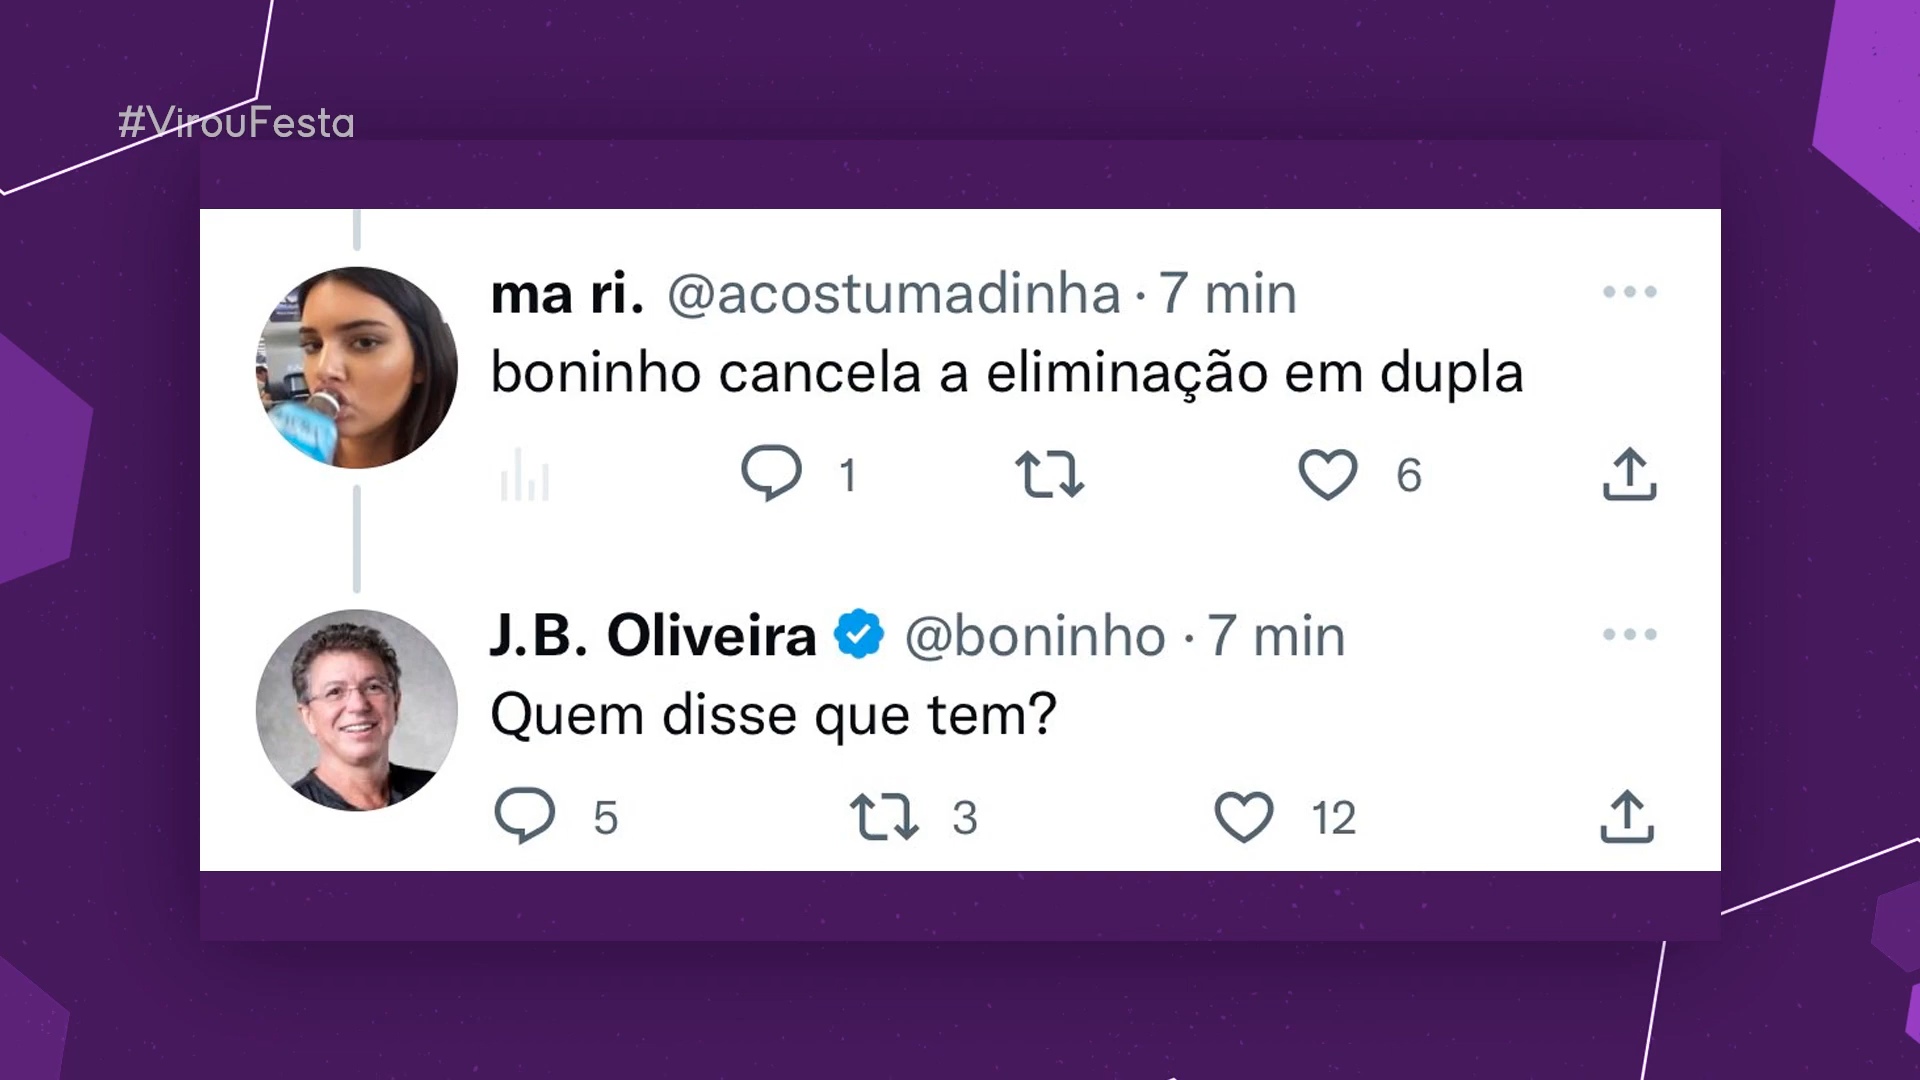 #VirouFesta
ma ri. @acostumadinha · 7 min
boninho cancela a eliminação em dupla
1 6
J.B. Oliveira @boninho · 7 min
Quem disse que tem?
5 3 12